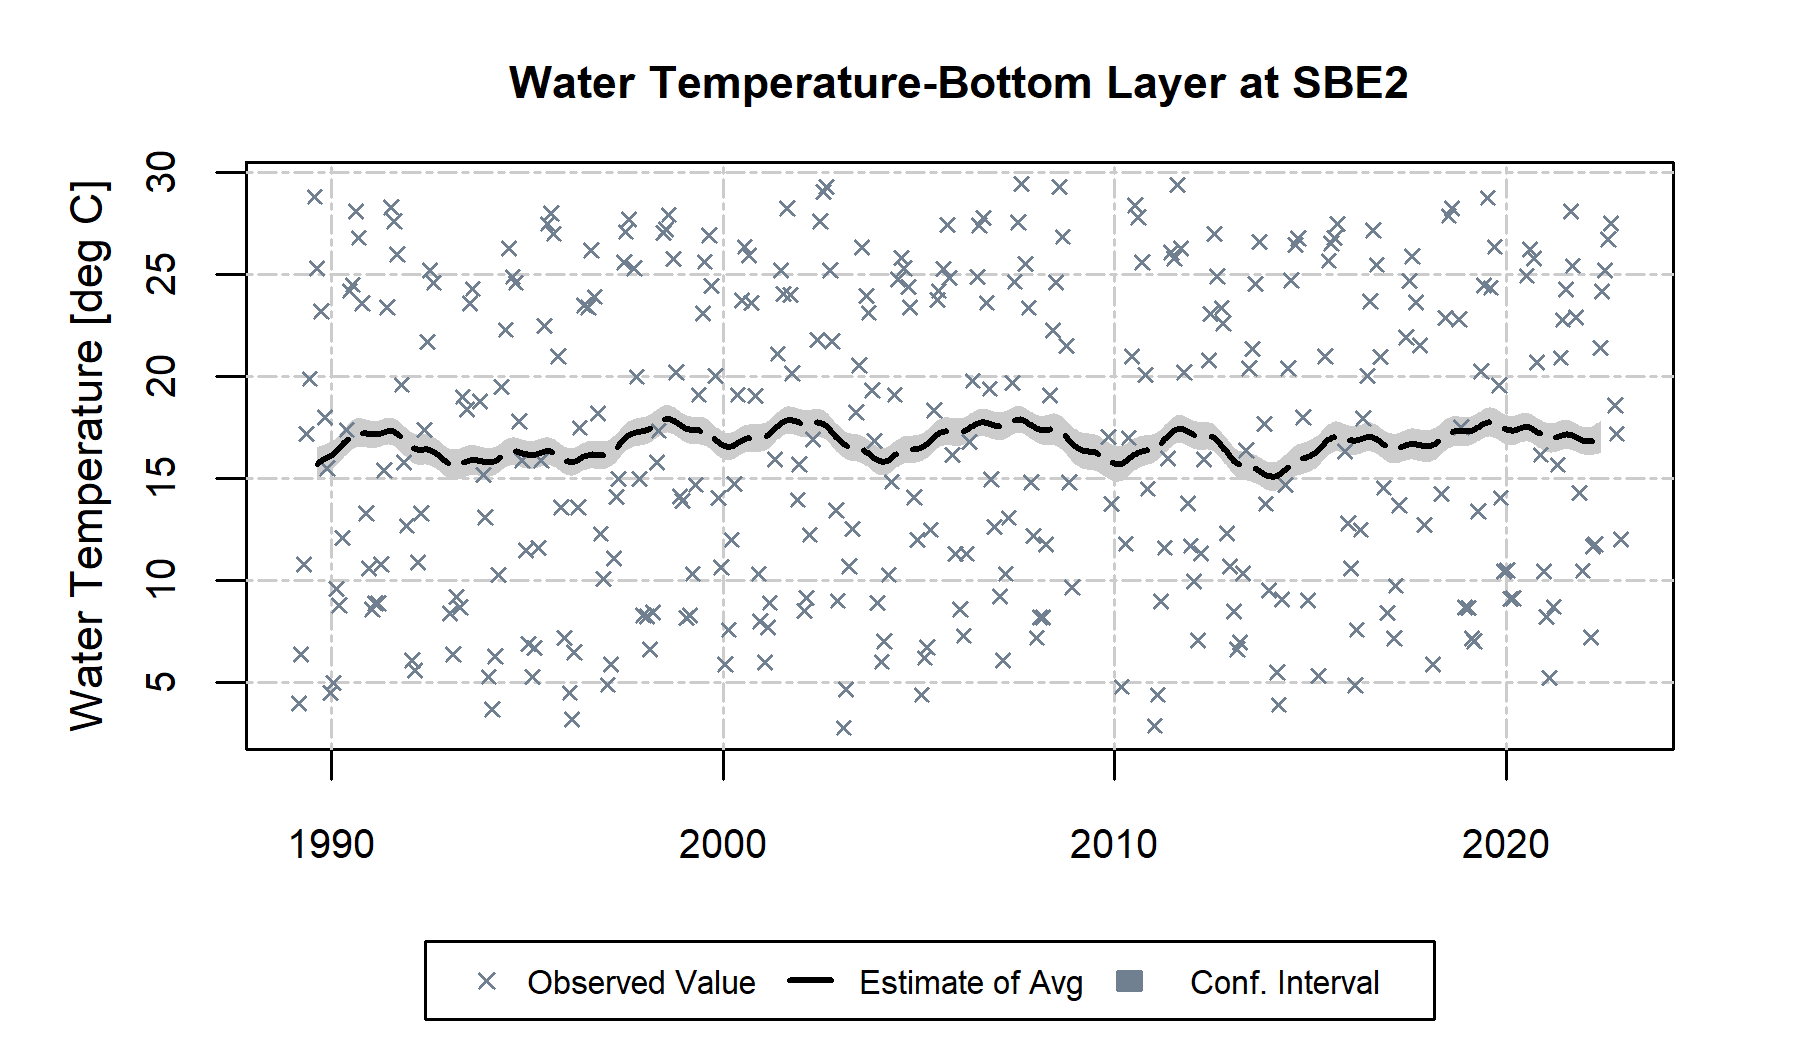 Water Temperature-Bottom Layer at SBE2
Water Temperature [deg C]
30
25
20
15
10
5
1990 2000 2010 2020
Observed Value Estimate of Avg Conf. Interval